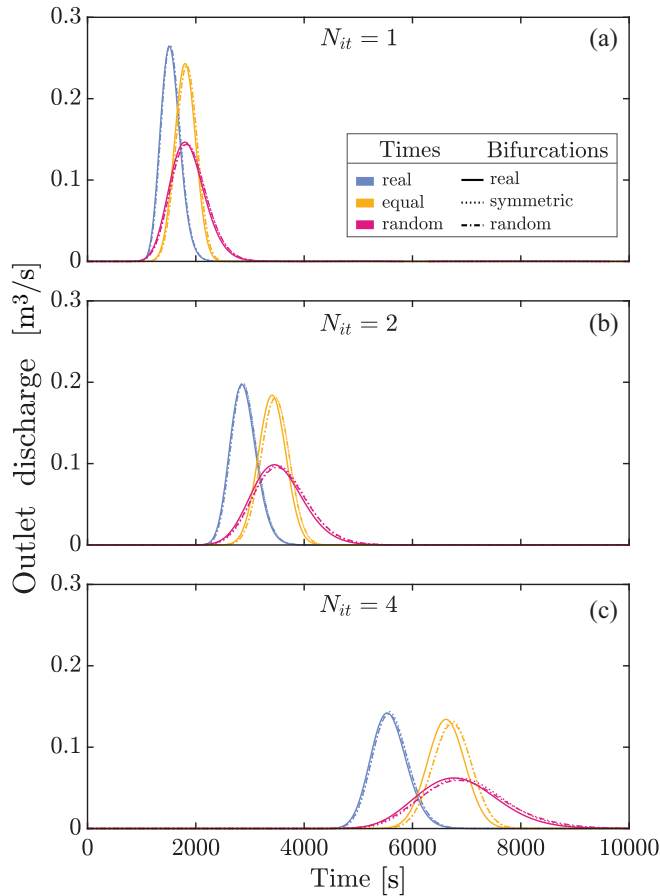 0.3
N_it = 1
(a)
0.2
Times Bifurcations
real real
equal symmetric
random random
0.1
0
0.3
N_it = 2
(b)
0.2
0.1
0
0.3
N_it = 4
(c)
0.2
0.1
0
0 2000 4000 6000 8000 10000
Time [s]
Outlet discharge [m³/s]